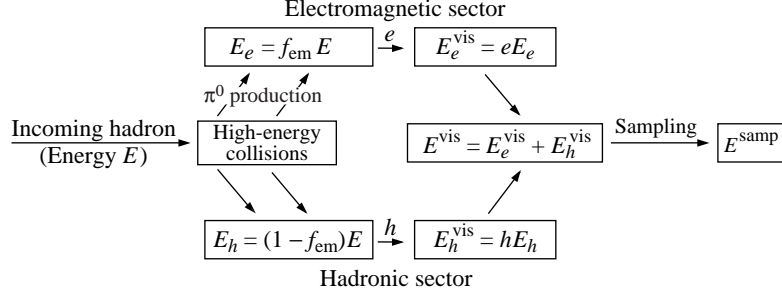 Electromagnetic sector
E_e = f_em E
e
E_e^vis = eE_e
π^0 production
Incoming hadron
(Energy E)
High-energy
collisions
E^vis = E_e^vis + E_h^vis
Sampling
E^samp
E_h = (1 – f_em)E
h
E_h^vis = hE_h
Hadronic sector